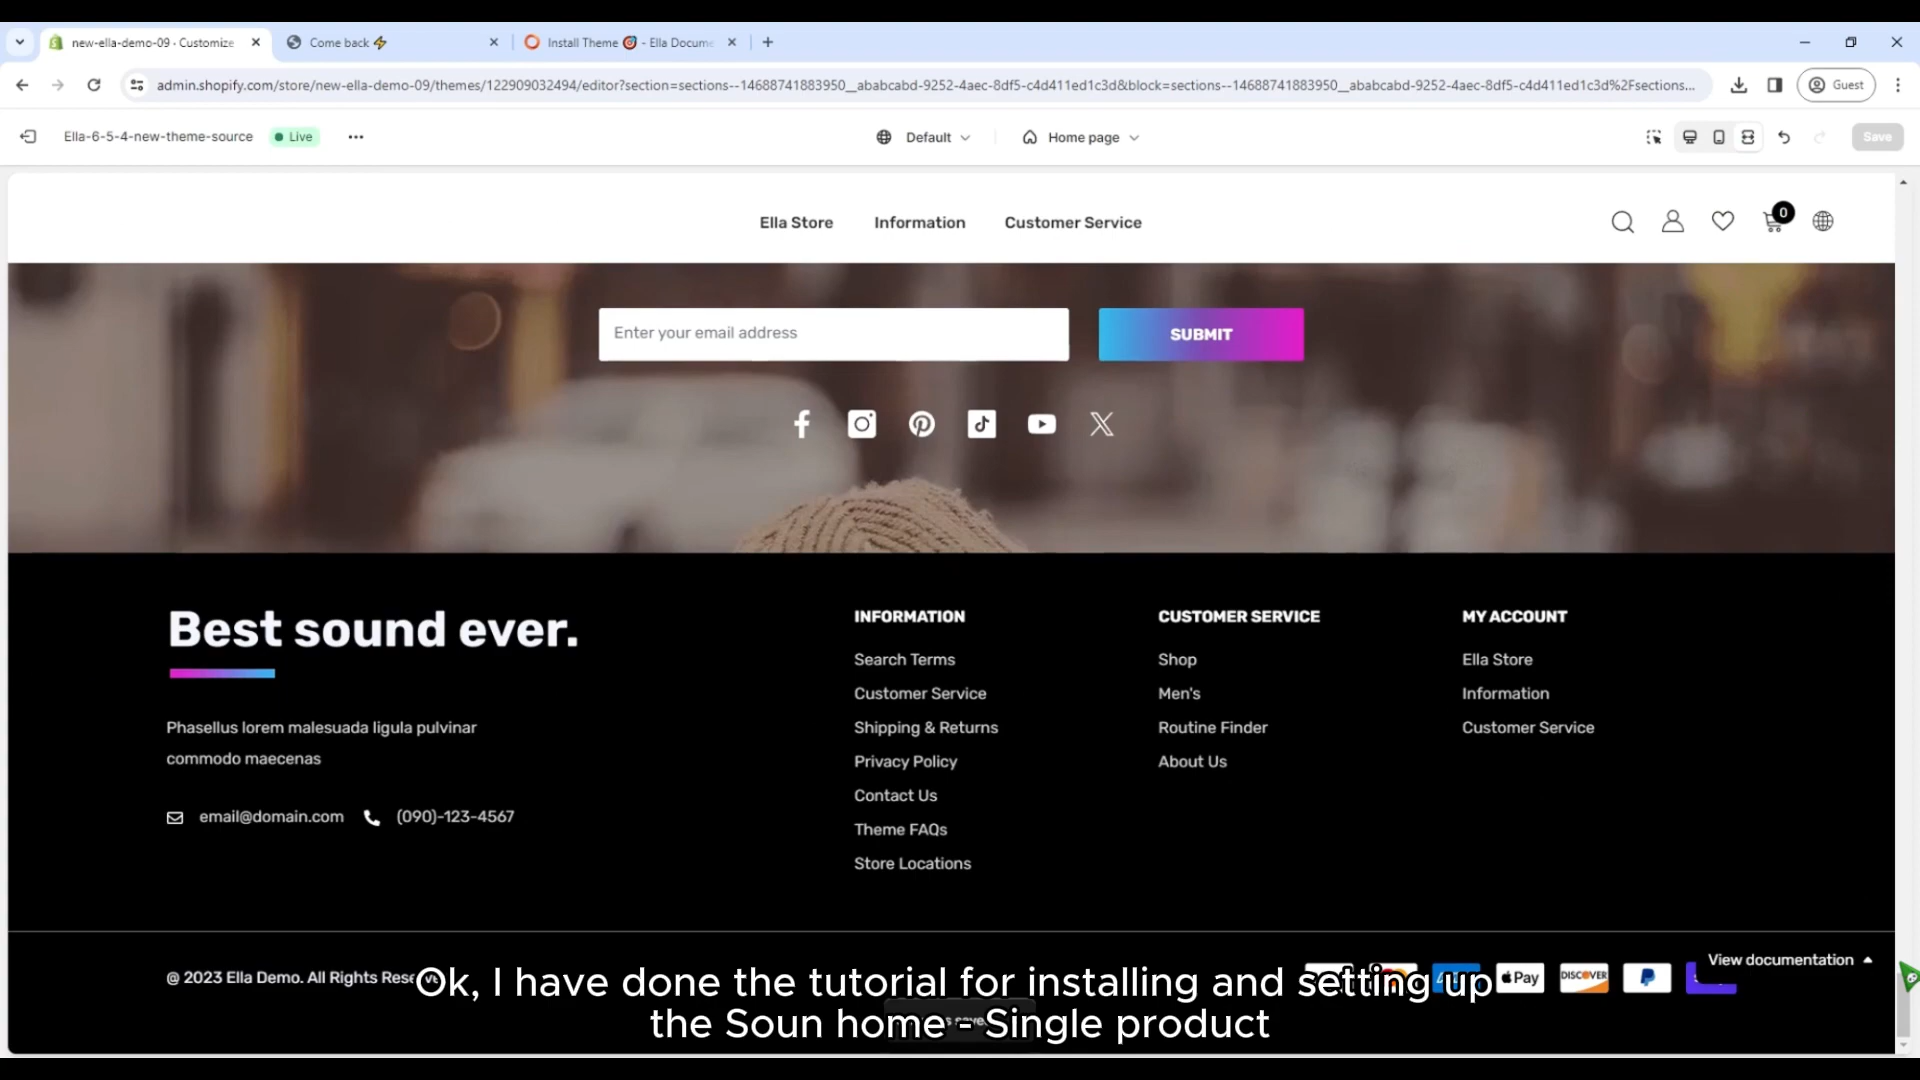 new-ella-demo-09 - Customize
Come back ⚡
Install Theme 🎯 - Ella Docume
admin.shopify.com/store/new-ella-demo-09/themes/122909032494/editor?section=sections--14688741883950__ababcabd-9252-4aec-8df5-c4d411ed1c3d&block=sections--14688741883950__ababcabd-9252-4aec-8df5-c4d411ed1c3d%2Fsections...
Guest
Ella-6-5-4-new-theme-source
Live
Default
Home page
Save
Ella Store
Information
Customer Service
0
Enter your email address
SUBMIT
Best sound ever.
Phasellus lorem malesuada ligula pulvinar
commodo maecenas
email@domain.com
(090)-123-4567
INFORMATION
Search Terms
Customer Service
Shipping & Returns
Privacy Policy
Contact Us
Theme FAQs
Store Locations
CUSTOMER SERVICE
Shop
Men's
Routine Finder
About Us
MY ACCOUNT
Ella Store
Information
Customer Service
View documentation
@ 2023 Ella Demo. All Rights
Pay
DISCOVER
Ok, I have done the tutorial for installing and setting up
the Soun home - Single product